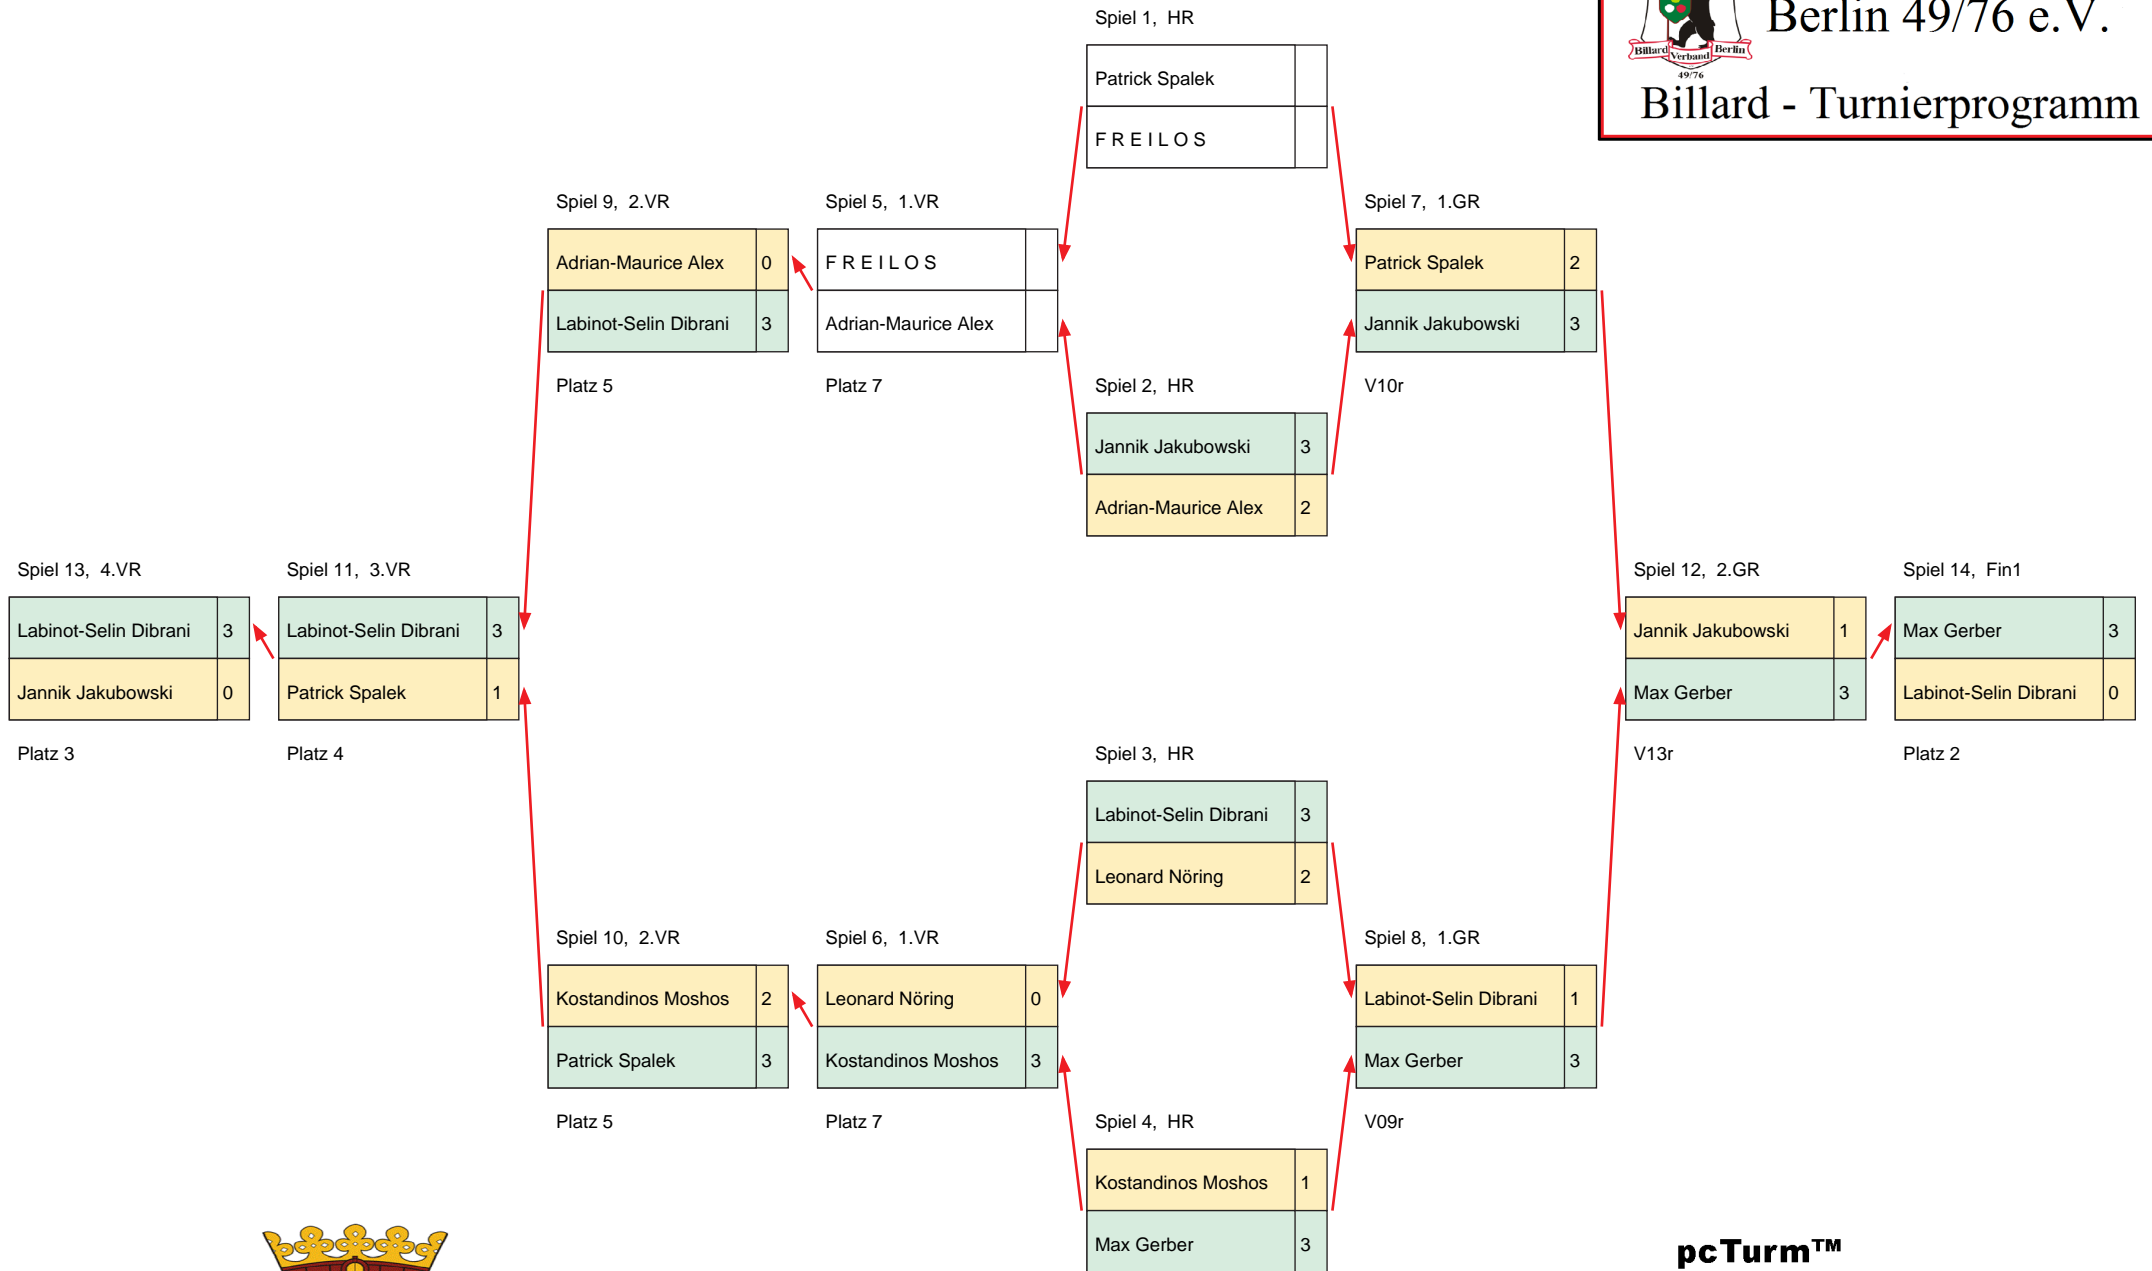 Spiel 1, HR
Patrick Spalek
F R E I L O S
Berlin 49/76 e.V.
Billard Verband Berlin
49/76
Billard - Turnierprogramm
Spiel 9, 2.VR
Adrian-Maurice Alex 0
Labinot-Selin Dibrani 3
Platz 5
Spiel 5, 1.VR
F R E I L O S
Adrian-Maurice Alex
Platz 7
Spiel 7, 1.GR
Patrick Spalek 2
Jannik Jakubowski 3
V10r
Spiel 2, HR
Jannik Jakubowski 3
Adrian-Maurice Alex 2
Spiel 13, 4.VR
Labinot-Selin Dibrani 3
Jannik Jakubowski 0
Platz 3
Spiel 11, 3.VR
Labinot-Selin Dibrani 3
Patrick Spalek 1
Platz 4
Spiel 12, 2.GR
Jannik Jakubowski 1
Max Gerber 3
V13r
Spiel 14, Fin1
Max Gerber 3
Labinot-Selin Dibrani 0
Platz 2
Spiel 3, HR
Labinot-Selin Dibrani 3
Leonard Nöring 2
Spiel 10, 2.VR
Kostandinos Moshos 2
Patrick Spalek 3
Platz 5
Spiel 6, 1.VR
Leonard Nöring 0
Kostandinos Moshos 3
Platz 7
Spiel 8, 1.GR
Labinot-Selin Dibrani 1
Max Gerber 3
V09r
Spiel 4, HR
Kostandinos Moshos 1
Max Gerber 3
pcTurm™